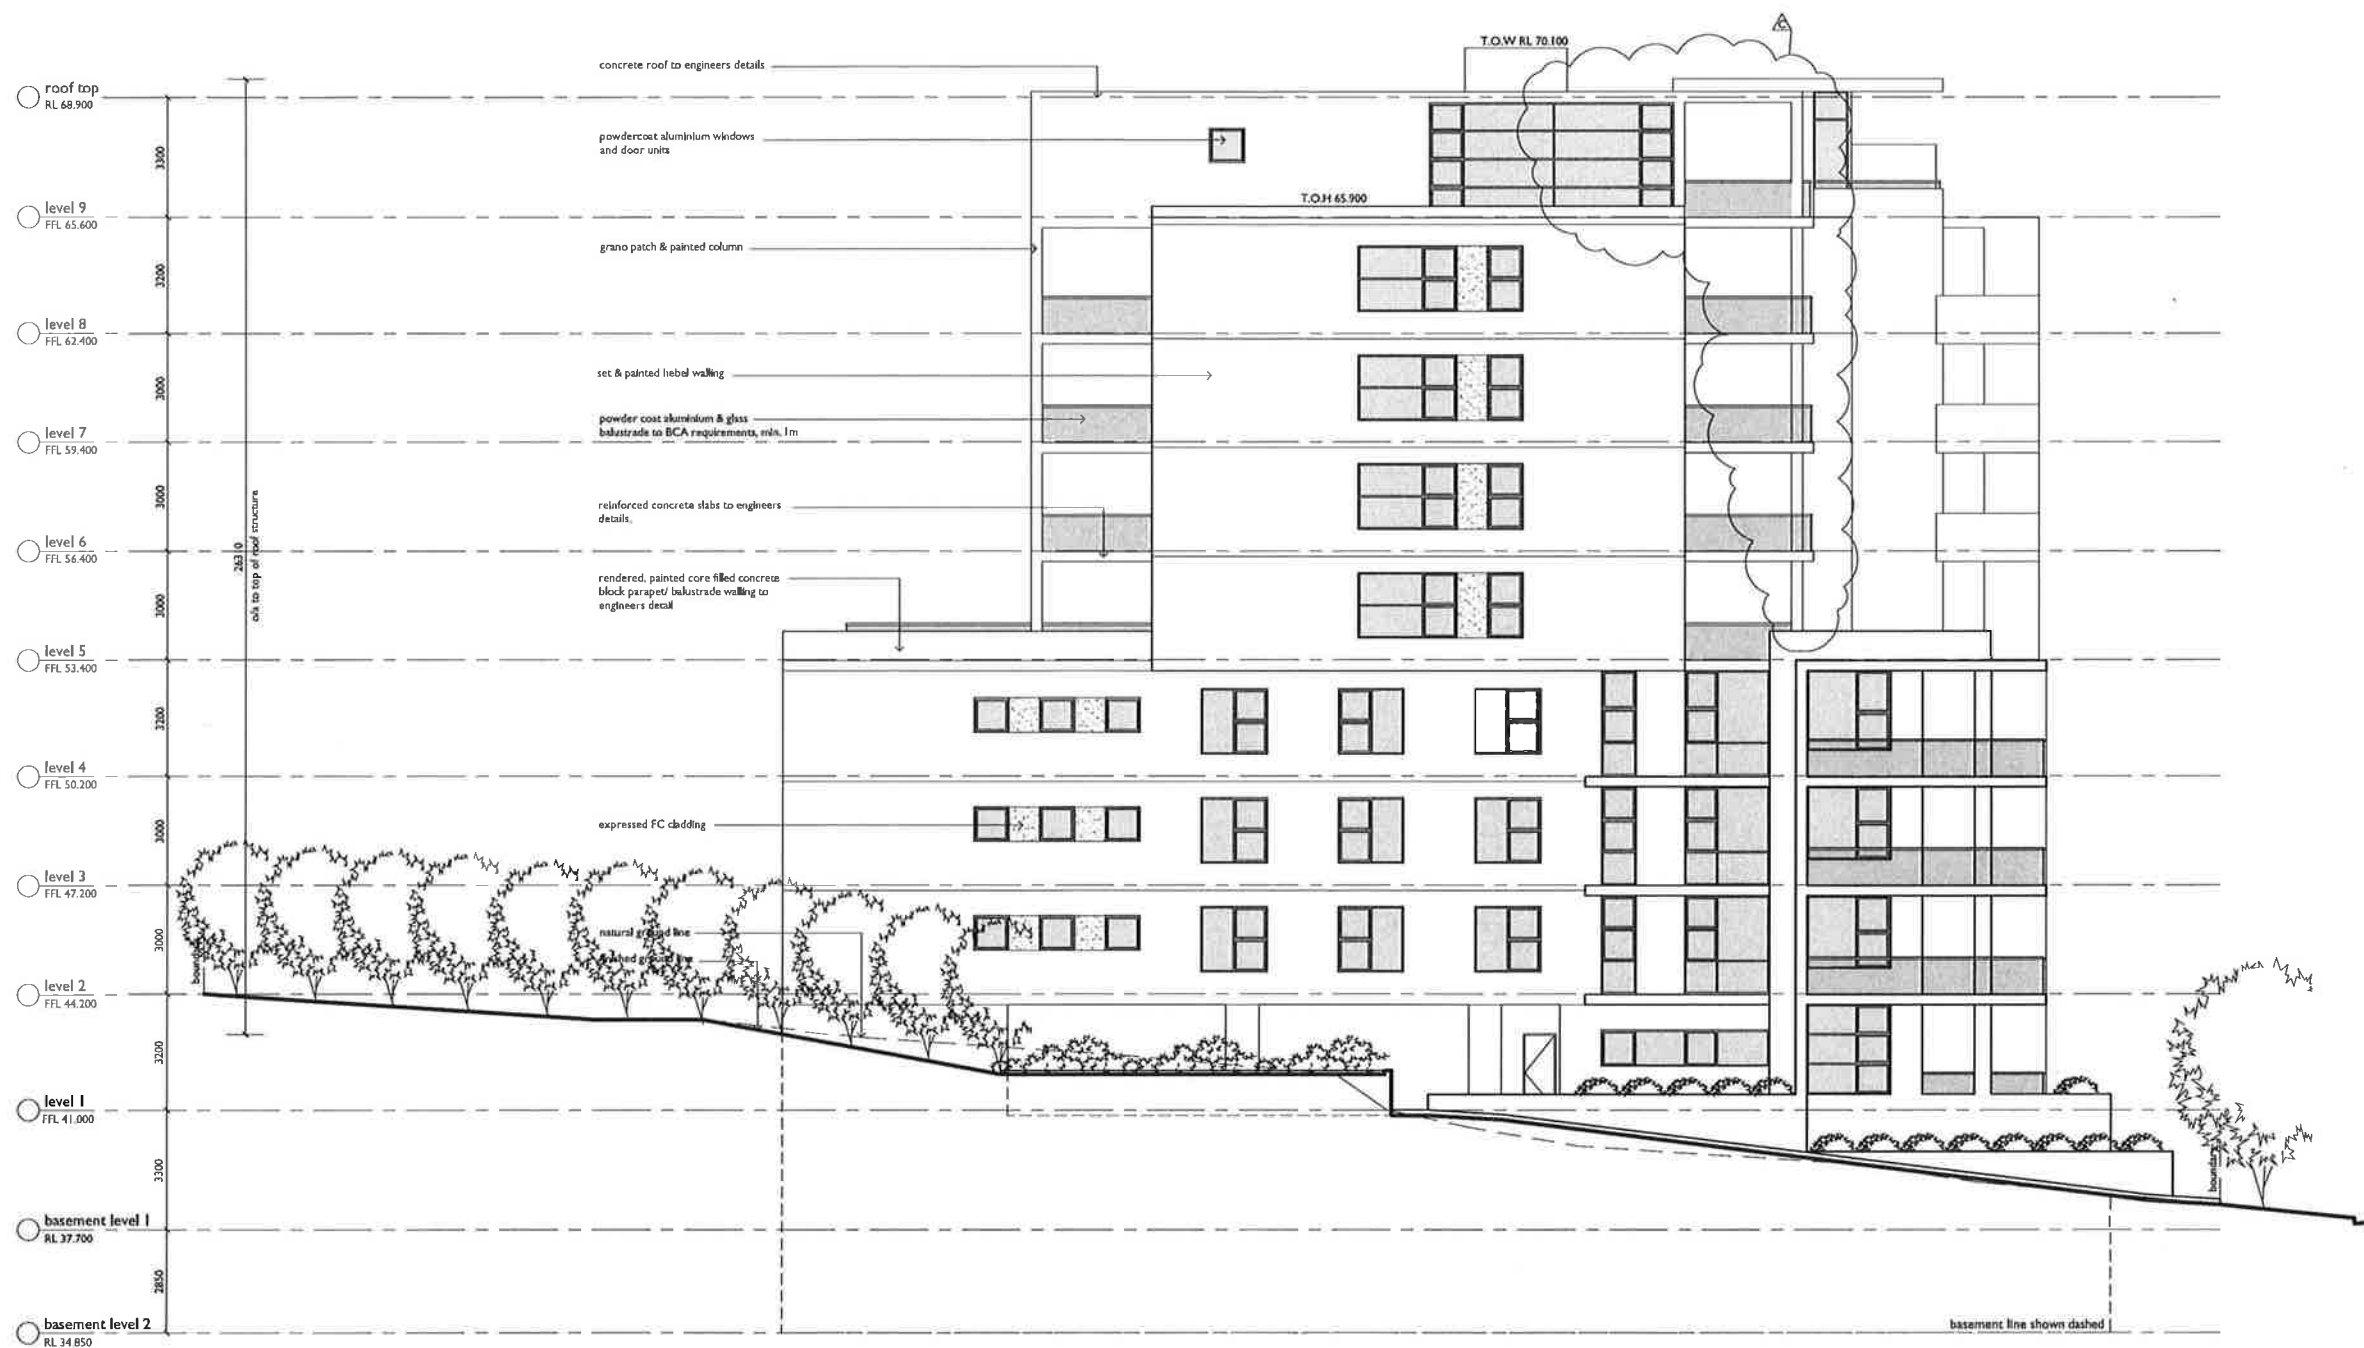 T.O.W RL 70.100
C
concrete roof to engineers details
roof top
RL 68.900
powdercoat aluminium windows
and door units
3300
T.O.H 65.900
level 9
FFL 65.600
grano patch & painted column
3200
level 8
FFL 62.400
set & painted hebel walling
3000
powder coat aluminium & glass
balustrade to BCA requirements, min. 1m
level 7
FFL 59.400
3000
reinforced concrete slabs to engineers
details.
level 6
FFL 56.400
o/a to top of roof structure
rendered, painted core filled concrete
block parapet/ balustrade walling to
engineers detail
3000
level 5
FFL 53.400
3200
level 4
FFL 50.200
expressed FC cladding
3000
level 3
FFL 47.200
natural ground line
3000
ground line
level 2
FFL 44.200
3200
level 1
FFL 41.000
3300
boundary
basement level 1
RL 37.700
2850
basement level 2
RL 34.850
basement line shown dashed